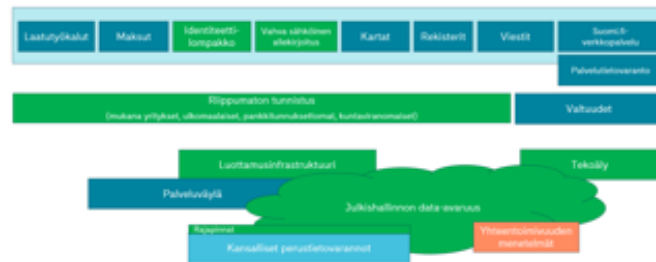 Laatutyökalut
Maksut
Identiteetti-
lompakko
Vahva sähköinen
allekirjoitus
Kartat
Rekisterit
Viestit
Suomi.fi-
verkkopalvelu
Palvelutietovaranto
Riippumaton tunnistus
(mukana yritykset, ulkomaalaiset, pankkitunnuksettomat, kuntaviranomaiset)
Valtuudet
Luottamusinfrastruktuuri
Tekoäly
Palveluväylä
Julkishallinnon data-avaruus
Rajapinnat
Kansalliset perustietovarannot
Yhteentoimivuuden
menetelmät